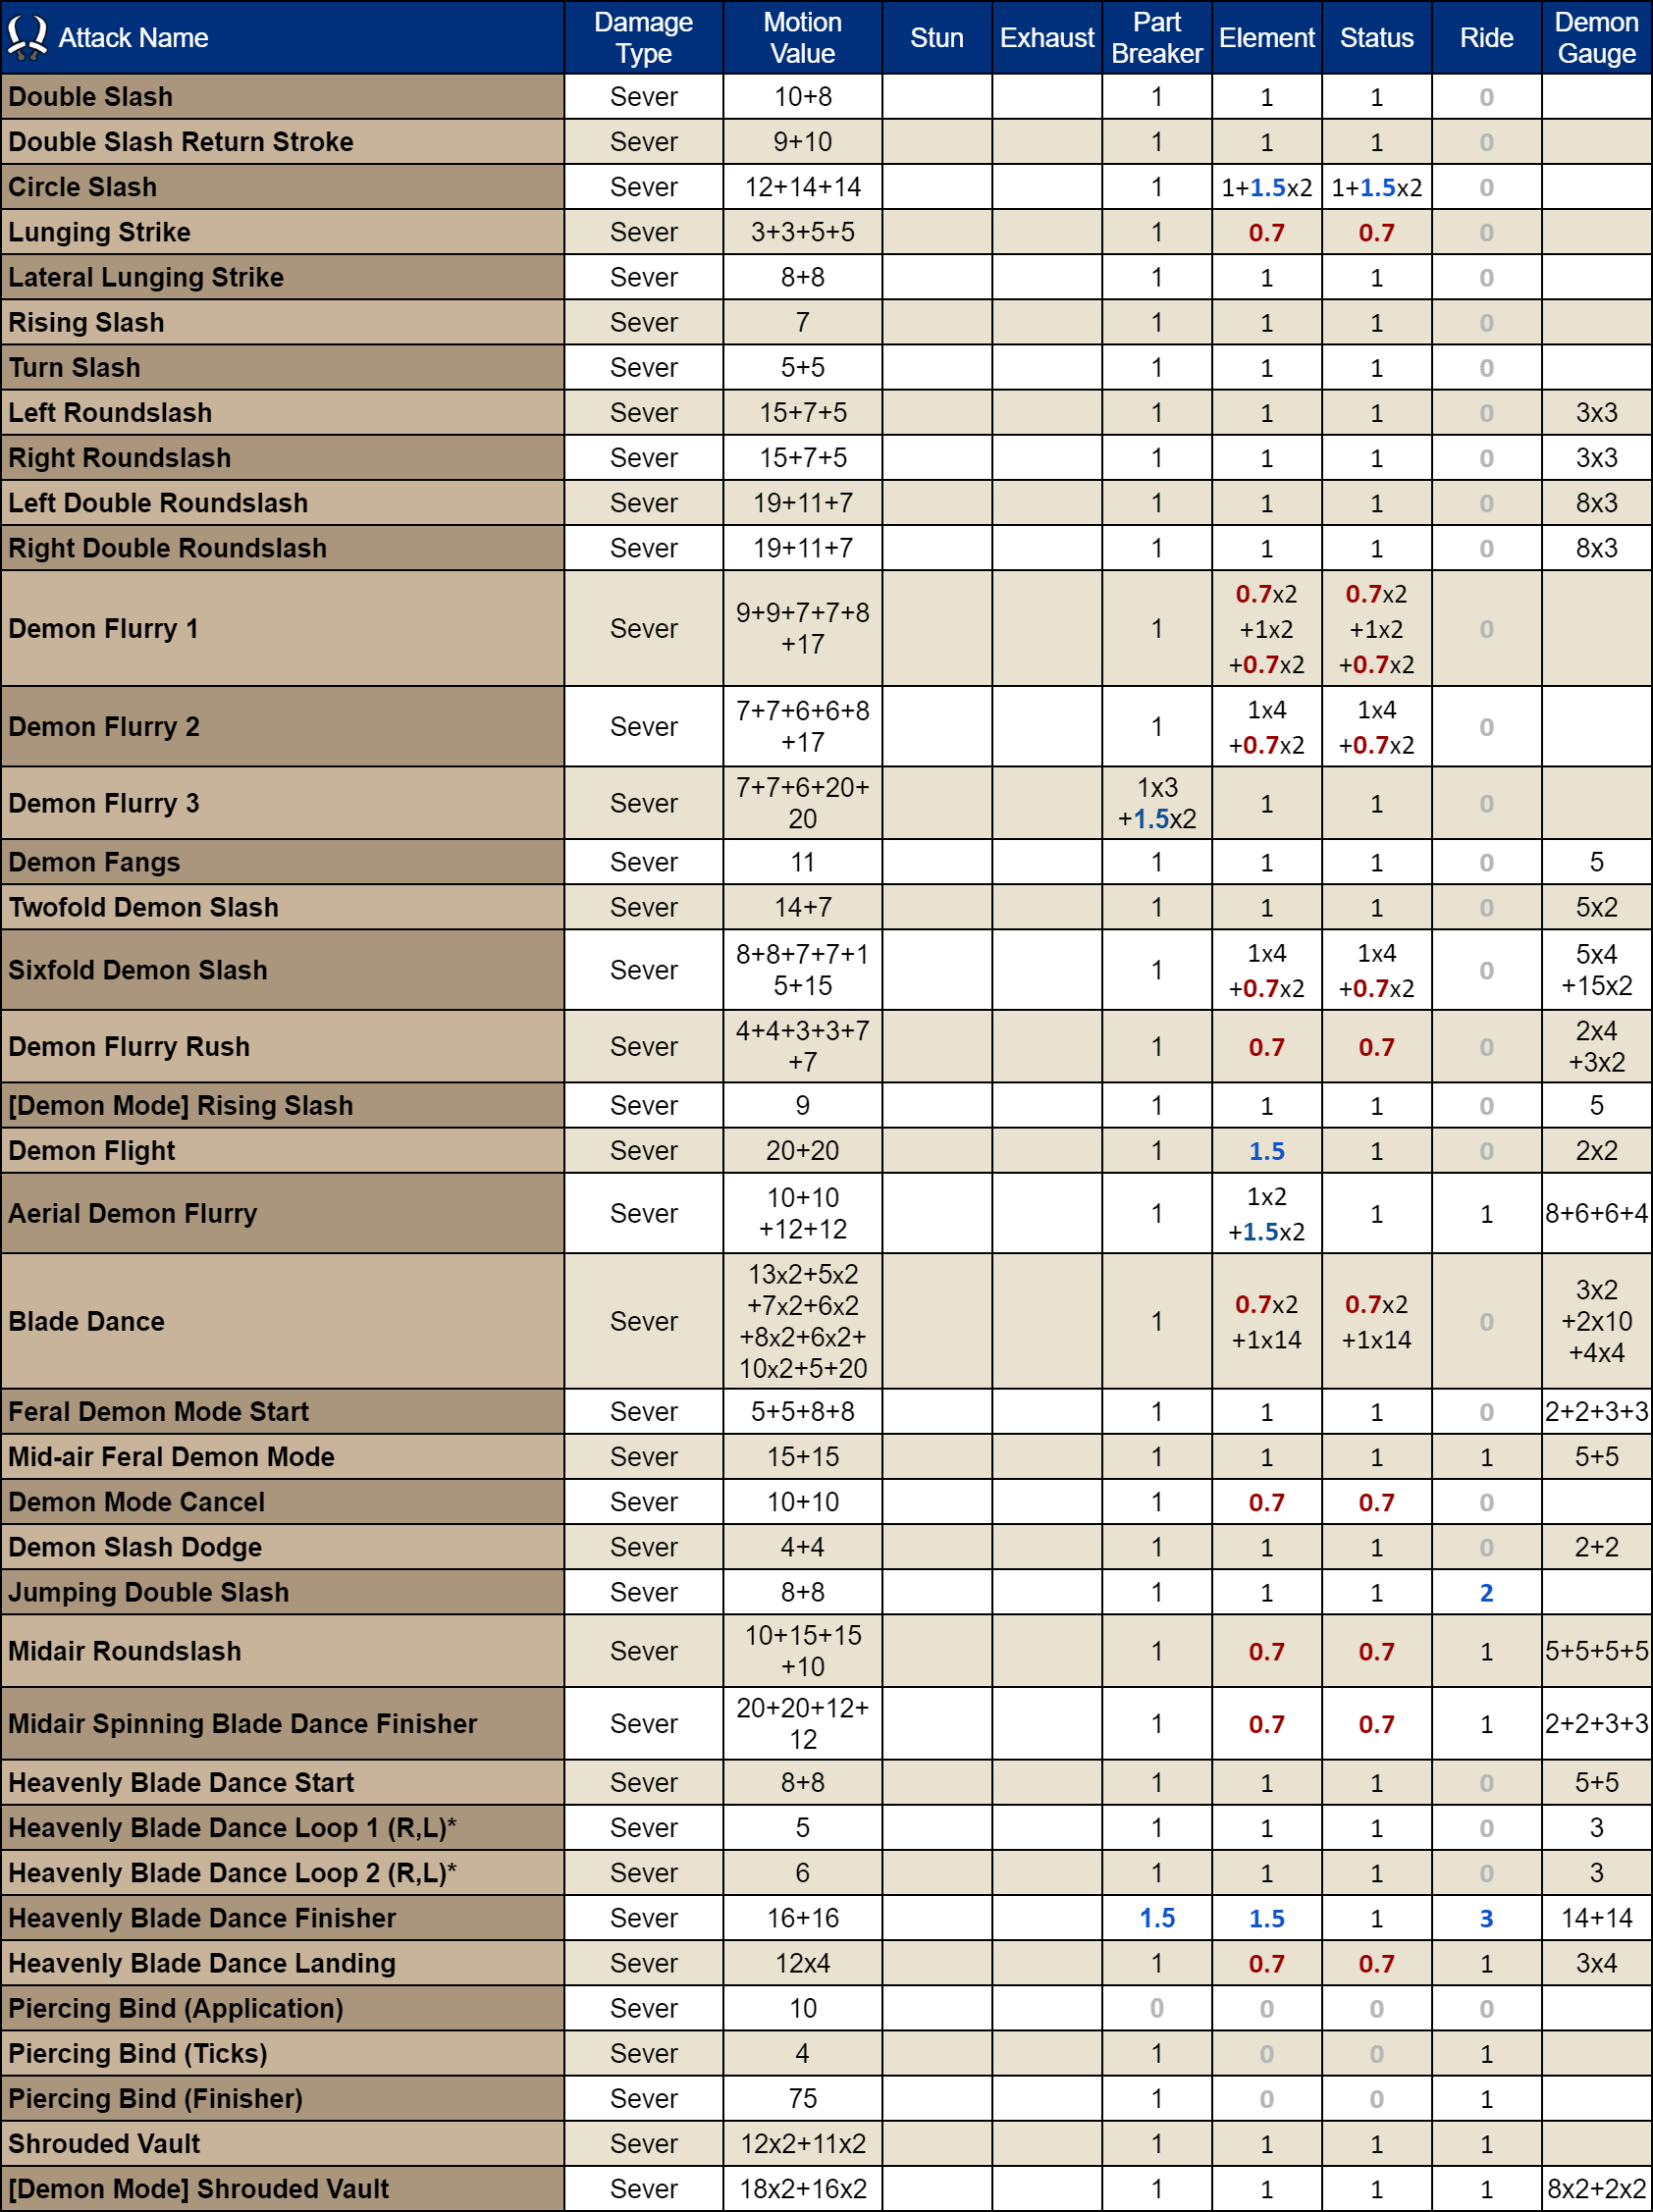 Attack Name Damage Type Motion Value Stun Exhaust Part Breaker Element Status Ride Demon Gauge
Double Slash Sever 10+8 1 1 1 0
Double Slash Return Stroke Sever 9+10 1 1 1 0
Circle Slash Sever 12+14+14 1 1+1.5x2 1+1.5x2 0
Lunging Strike Sever 3+3+5+5 1 0.7 0.7 0
Lateral Lunging Strike Sever 8+8 1 1 1 0
Rising Slash Sever 7 1 1 1 0
Turn Slash Sever 5+5 1 1 1 0
Left Roundslash Sever 15+7+5 1 1 1 0 3x3
Right Roundslash Sever 15+7+5 1 1 1 0 3x3
Left Double Roundslash Sever 19+11+7 1 1 1 0 8x3
Right Double Roundslash Sever 19+11+7 1 1 1 0 8x3
Demon Flurry 1 Sever 9+9+7+7+8+17 1 0.7x2+1x2+0.7x2 0.7x2+1x2+0.7x2 0
Demon Flurry 2 Sever 7+7+6+6+8+17 1 1x4+0.7x2 1x4+0.7x2 0
Demon Flurry 3 Sever 7+7+6+20+20 1x3+1.5x2 1 1 0
Demon Fangs Sever 11 1 1 1 0 5
Twofold Demon Slash Sever 14+7 1 1 1 0 5x2
Sixfold Demon Slash Sever 8+8+7+7+15+15 1 1x4+0.7x2 1x4+0.7x2 0 5x4+15x2
Demon Flurry Rush Sever 4+4+3+3+7+7 1 0.7 0.7 0 2x4+3x2
[Demon Mode] Rising Slash Sever 9 1 1 1 0 5
Demon Flight Sever 20+20 1 1.5 1 0 2x2
Aerial Demon Flurry Sever 10+10+12+12 1 1x2+1.5x2 1 1 8+6+6+4
Blade Dance Sever 13x2+5x2+7x2+6x2+8x2+6x2+10x2+5+20 1 0.7x2+1x14 0.7x2+1x14 0 3x2+2x10+4x4
Feral Demon Mode Start Sever 5+5+8+8 1 1 1 0 2+2+3+3
Mid-air Feral Demon Mode Sever 15+15 1 1 1 1 5+5
Demon Mode Cancel Sever 10+10 1 0.7 0.7 0
Demon Slash Dodge Sever 4+4 1 1 1 0 2+2
Jumping Double Slash Sever 8+8 1 1 1 2
Midair Roundslash Sever 10+15+15+10 1 0.7 0.7 1 5+5+5+5
Midair Spinning Blade Dance Finisher Sever 20+20+12+12 1 0.7 0.7 1 2+2+3+3
Heavenly Blade Dance Start Sever 8+8 1 1 1 0 5+5
Heavenly Blade Dance Loop 1 (R,L)* Sever 5 1 1 1 0 3
Heavenly Blade Dance Loop 2 (R,L)* Sever 6 1 1 1 0 3
Heavenly Blade Dance Finisher Sever 16+16 1.5 1.5 1 3 14+14
Heavenly Blade Dance Landing Sever 12x4 1 0.7 0.7 1 3x4
Piercing Bind (Application) Sever 10 0 0 0 0
Piercing Bind (Ticks) Sever 4 1 0 0 1
Piercing Bind (Finisher) Sever 75 1 0 0 1
Shrouded Vault Sever 12x2+11x2 1 1 1 1
[Demon Mode] Shrouded Vault Sever 18x2+16x2 1 1 1 1 8x2+2x2